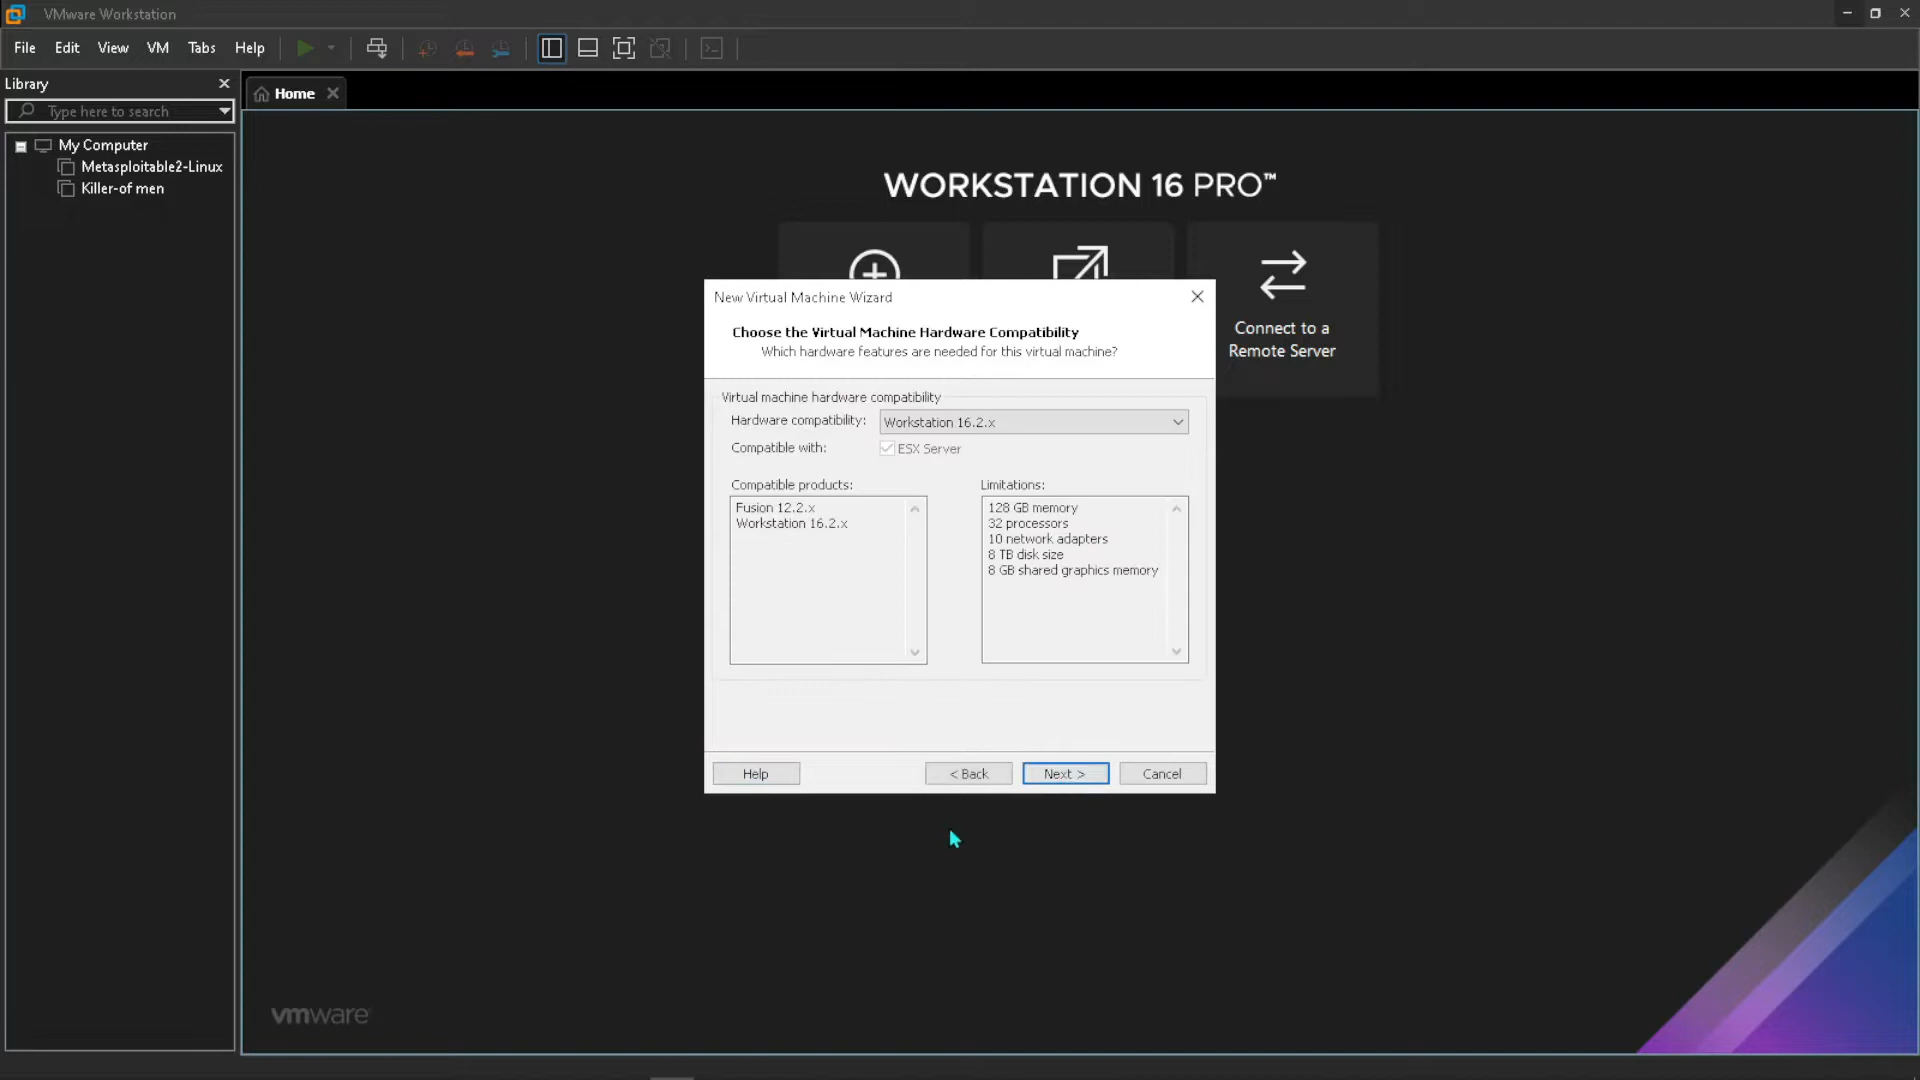 VMware Workstation
File Edit View VM Tabs Help
Library
Type here to search
My Computer
Metasploitable2-Linux
Killer-of men
Home
WORKSTATION 16 PRO™
Connect to a
Remote Server
New Virtual Machine Wizard
Choose the Virtual Machine Hardware Compatibility
Which hardware features are needed for this virtual machine?
Virtual machine hardware compatibility
Hardware compatibility: Workstation 16.2.x
Compatible with: ESX Server
Compatible products:
Fusion 12.2.x
Workstation 16.2.x
Limitations:
128 GB memory
32 processors
10 network adapters
8 TB disk size
8 GB shared graphics memory
Help < Back Next > Cancel
vmware